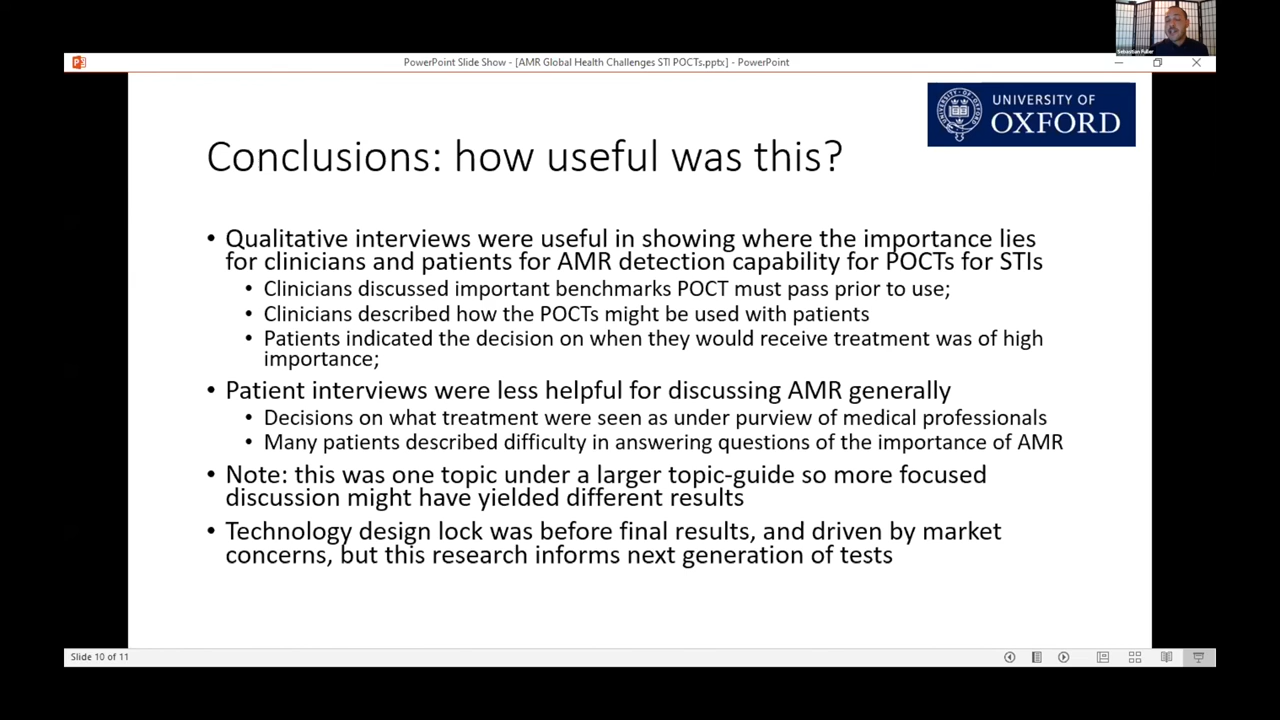 Sebastian Fuller
PowerPoint Slide Show - [AMR Global Health Challenges STI POCTs.pptx] - PowerPoint
UNIVERSITY OF
OXFORD
Conclusions: how useful was this?
• Qualitative interviews were useful in showing where the importance lies
for clinicians and patients for AMR detection capability for POCTs for STIs
• Clinicians discussed important benchmarks POCT must pass prior to use;
• Clinicians described how the POCTs might be used with patients
• Patients indicated the decision on when they would receive treatment was of high
importance;
• Patient interviews were less helpful for discussing AMR generally
• Decisions on what treatment were seen as under purview of medical professionals
• Many patients described difficulty in answering questions of the importance of AMR
• Note: this was one topic under a larger topic-guide so more focused
discussion might have yielded different results
• Technology design lock was before final results, and driven by market
concerns, but this research informs next generation of tests
Slide 10 of 11